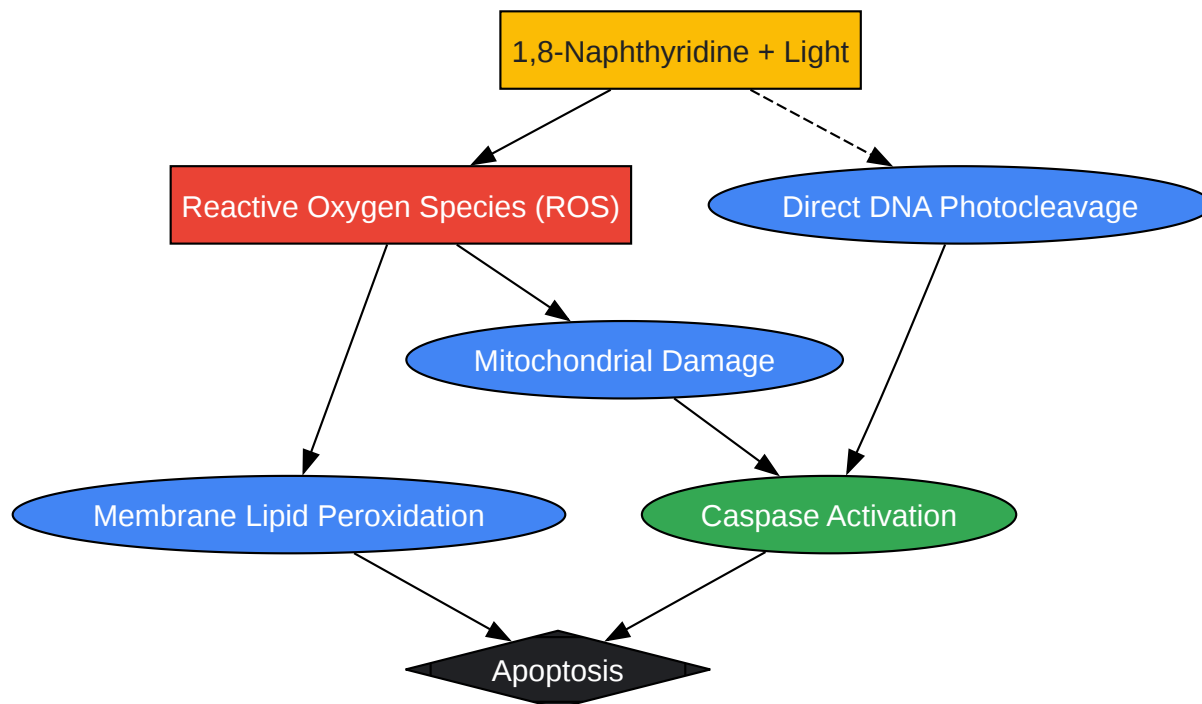 1,8-Naphthyridine + Light
Reactive Oxygen Species (ROS)
Direct DNA Photocleavage
Mitochondrial Damage
Membrane Lipid Peroxidation
Caspase Activation
Apoptosis